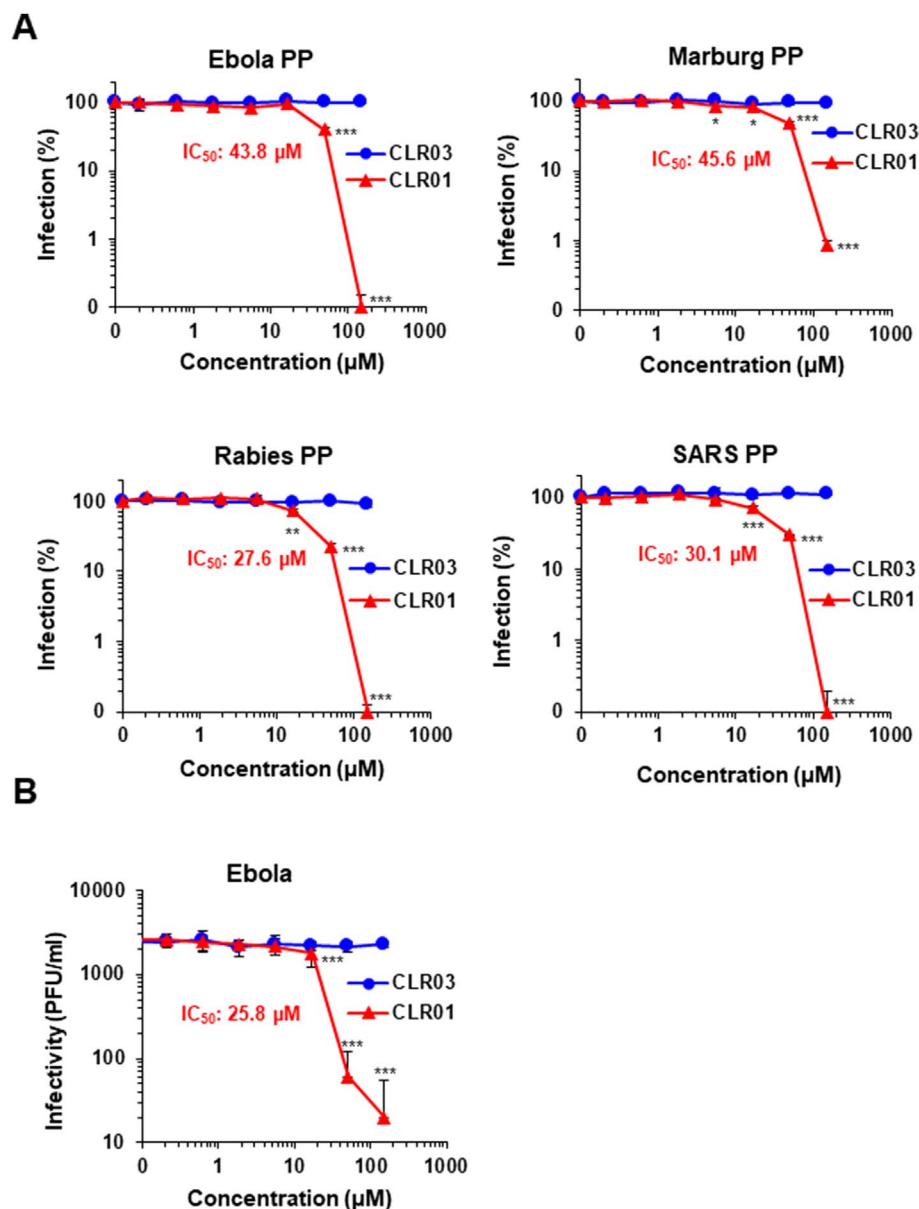 A
Ebola PP
Infection (%)
100
10
1
0
IC₅₀: 43.8 µM
***
***
CLR03
CLR01
0 1 10 100 1000
Concentration (µM)
Marburg PP
Infection (%)
100
10
1
0
IC₅₀: 45.6 µM
*
*
***
***
CLR03
CLR01
0 1 10 100 1000
Concentration (µM)
Rabies PP
Infection (%)
100
10
1
0
IC₅₀: 27.6 µM
**
***
***
CLR03
CLR01
0 1 10 100 1000
Concentration (µM)
SARS PP
Infection (%)
100
10
1
0
IC₅₀: 30.1 µM
***
***
***
CLR03
CLR01
0 1 10 100 1000
Concentration (µM)
B
Ebola
Infectivity (PFU/ml)
10000
1000
100
10
IC₅₀: 25.8 µM
***
***
***
CLR03
CLR01
0 1 10 100 1000
Concentration (µM)